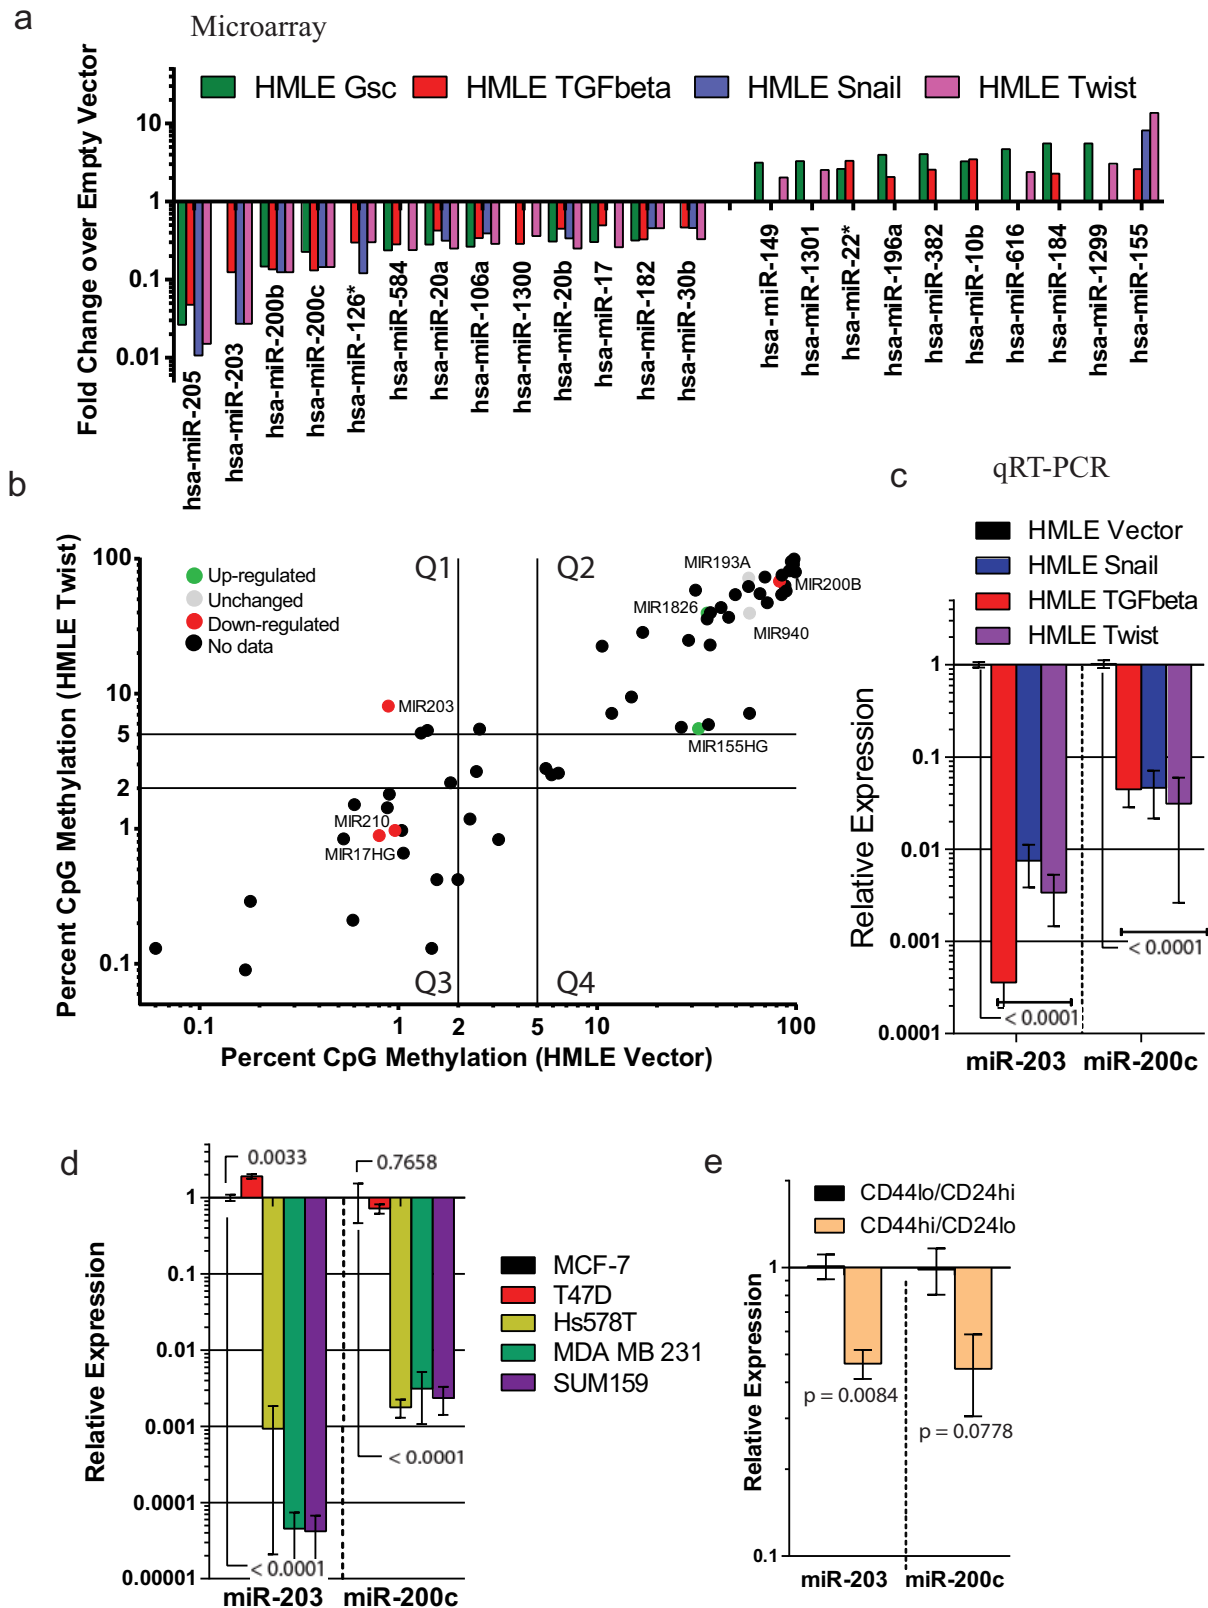 a
Microarray
HMLE Gsc HMLE TGFbeta HMLE Snail HMLE Twist
Fold Change over Empty Vector
10
1
0.1
0.01
hsa-miR-205
hsa-miR-203
hsa-miR-200b
hsa-miR-200c
hsa-miR-126*
hsa-miR-584
hsa-miR-20a
hsa-miR-106a
hsa-miR-1300
hsa-miR-20b
hsa-miR-17
hsa-miR-182
hsa-miR-30b
hsa-miR-149
hsa-miR-1301
hsa-miR-22*
hsa-miR-196a
hsa-miR-382
hsa-miR-10b
hsa-miR-616
hsa-miR-184
hsa-miR-1299
hsa-miR-155
b
Percent CpG Methylation (HMLE Twist)
100
10
5
2
1
0.1
Up-regulated
Unchanged
Down-regulated
No data
Q1 Q2
MIR193A
MIR200B
MIR1826
MIR940
MIR203
MIR155HG
MIR210
MIR17HG
Q3 Q4
0.1 1 2 5 10 100
Percent CpG Methylation (HMLE Vector)
c
qRT-PCR
HMLE Vector
HMLE Snail
HMLE TGFbeta
HMLE Twist
Relative Expression
1
0.1
0.01
0.001
0.0001
< 0.0001
< 0.0001
miR-203 miR-200c
d
Relative Expression
1
0.1
0.01
0.001
0.0001
0.00001
0.0033
0.7658
< 0.0001
< 0.0001
miR-203 miR-200c
MCF-7
T47D
Hs578T
MDA MB 231
SUM159
e
CD44lo/CD24hi
CD44hi/CD24lo
Relative Expression
1
0.1
p = 0.0084
p = 0.0778
miR-203 miR-200c